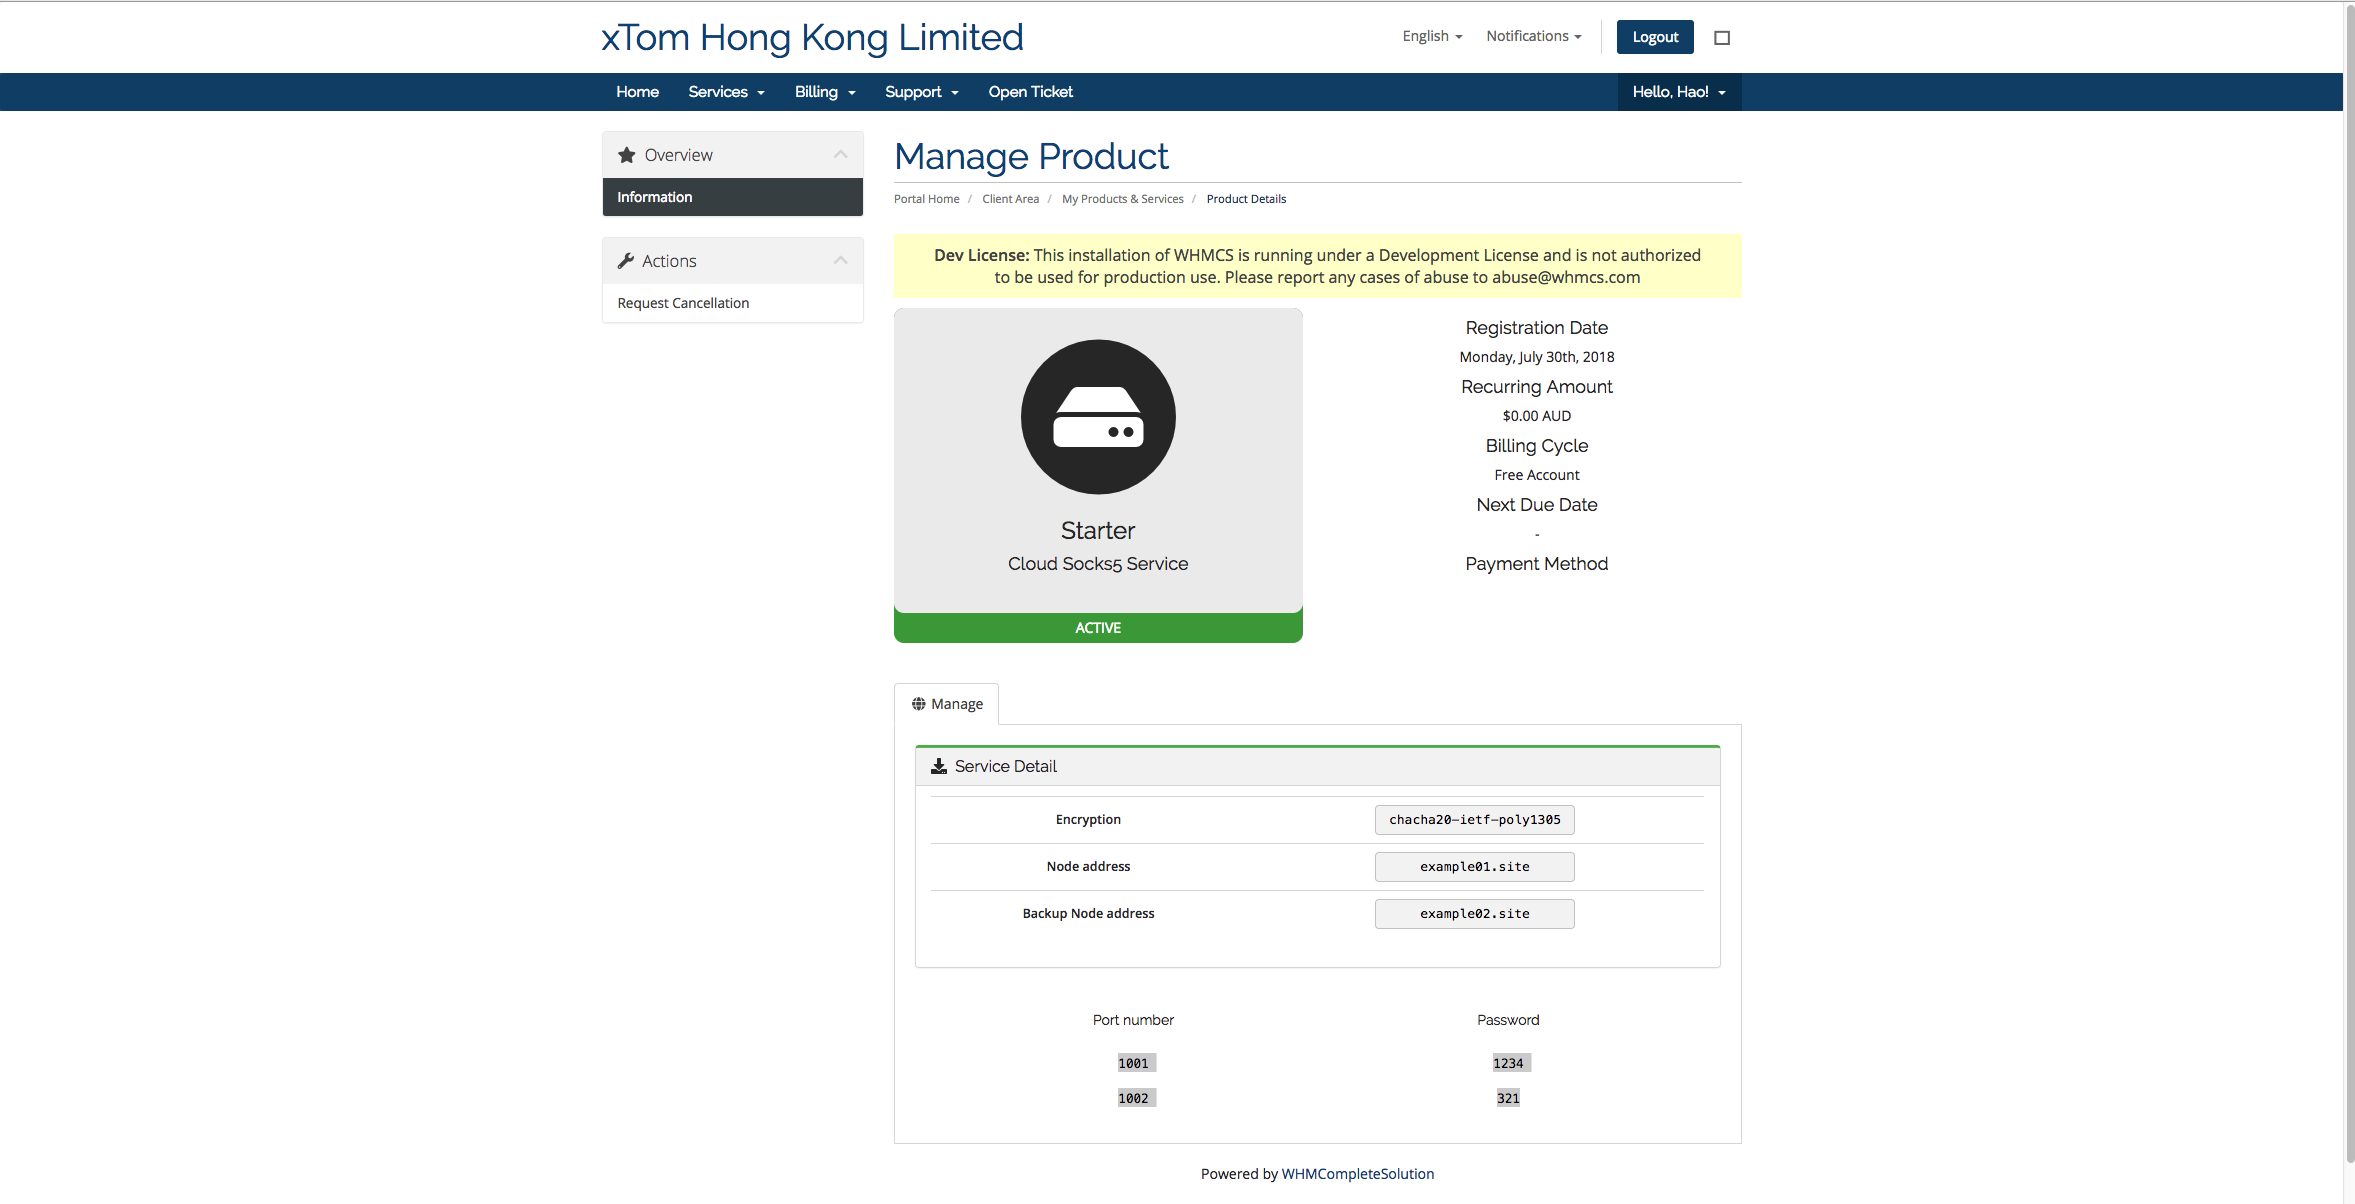 xTom Hong Kong Limited
English
Notifications
Logout
Home
Services
Billing
Support
Open Ticket
Hello, Hao!
Overview
Information
Actions
Request Cancellation
Manage Product
Portal Home / Client Area / My Products & Services / Product Details
Dev License: This installation of WHMCS is running under a Development License and is not authorized
to be used for production use. Please report any cases of abuse to abuse@whmcs.com
Starter
Cloud Socks5 Service
ACTIVE
Registration Date
Monday, July 30th, 2018
Recurring Amount
$0.00 AUD
Billing Cycle
Free Account
Next Due Date
-
Payment Method
Manage
Service Detail
Encryption chacha20-ietf-poly1305
Node address example01.site
Backup Node address example02.site
Port number Password
1001 1234
1002 321
Powered by WHMCompleteSolution